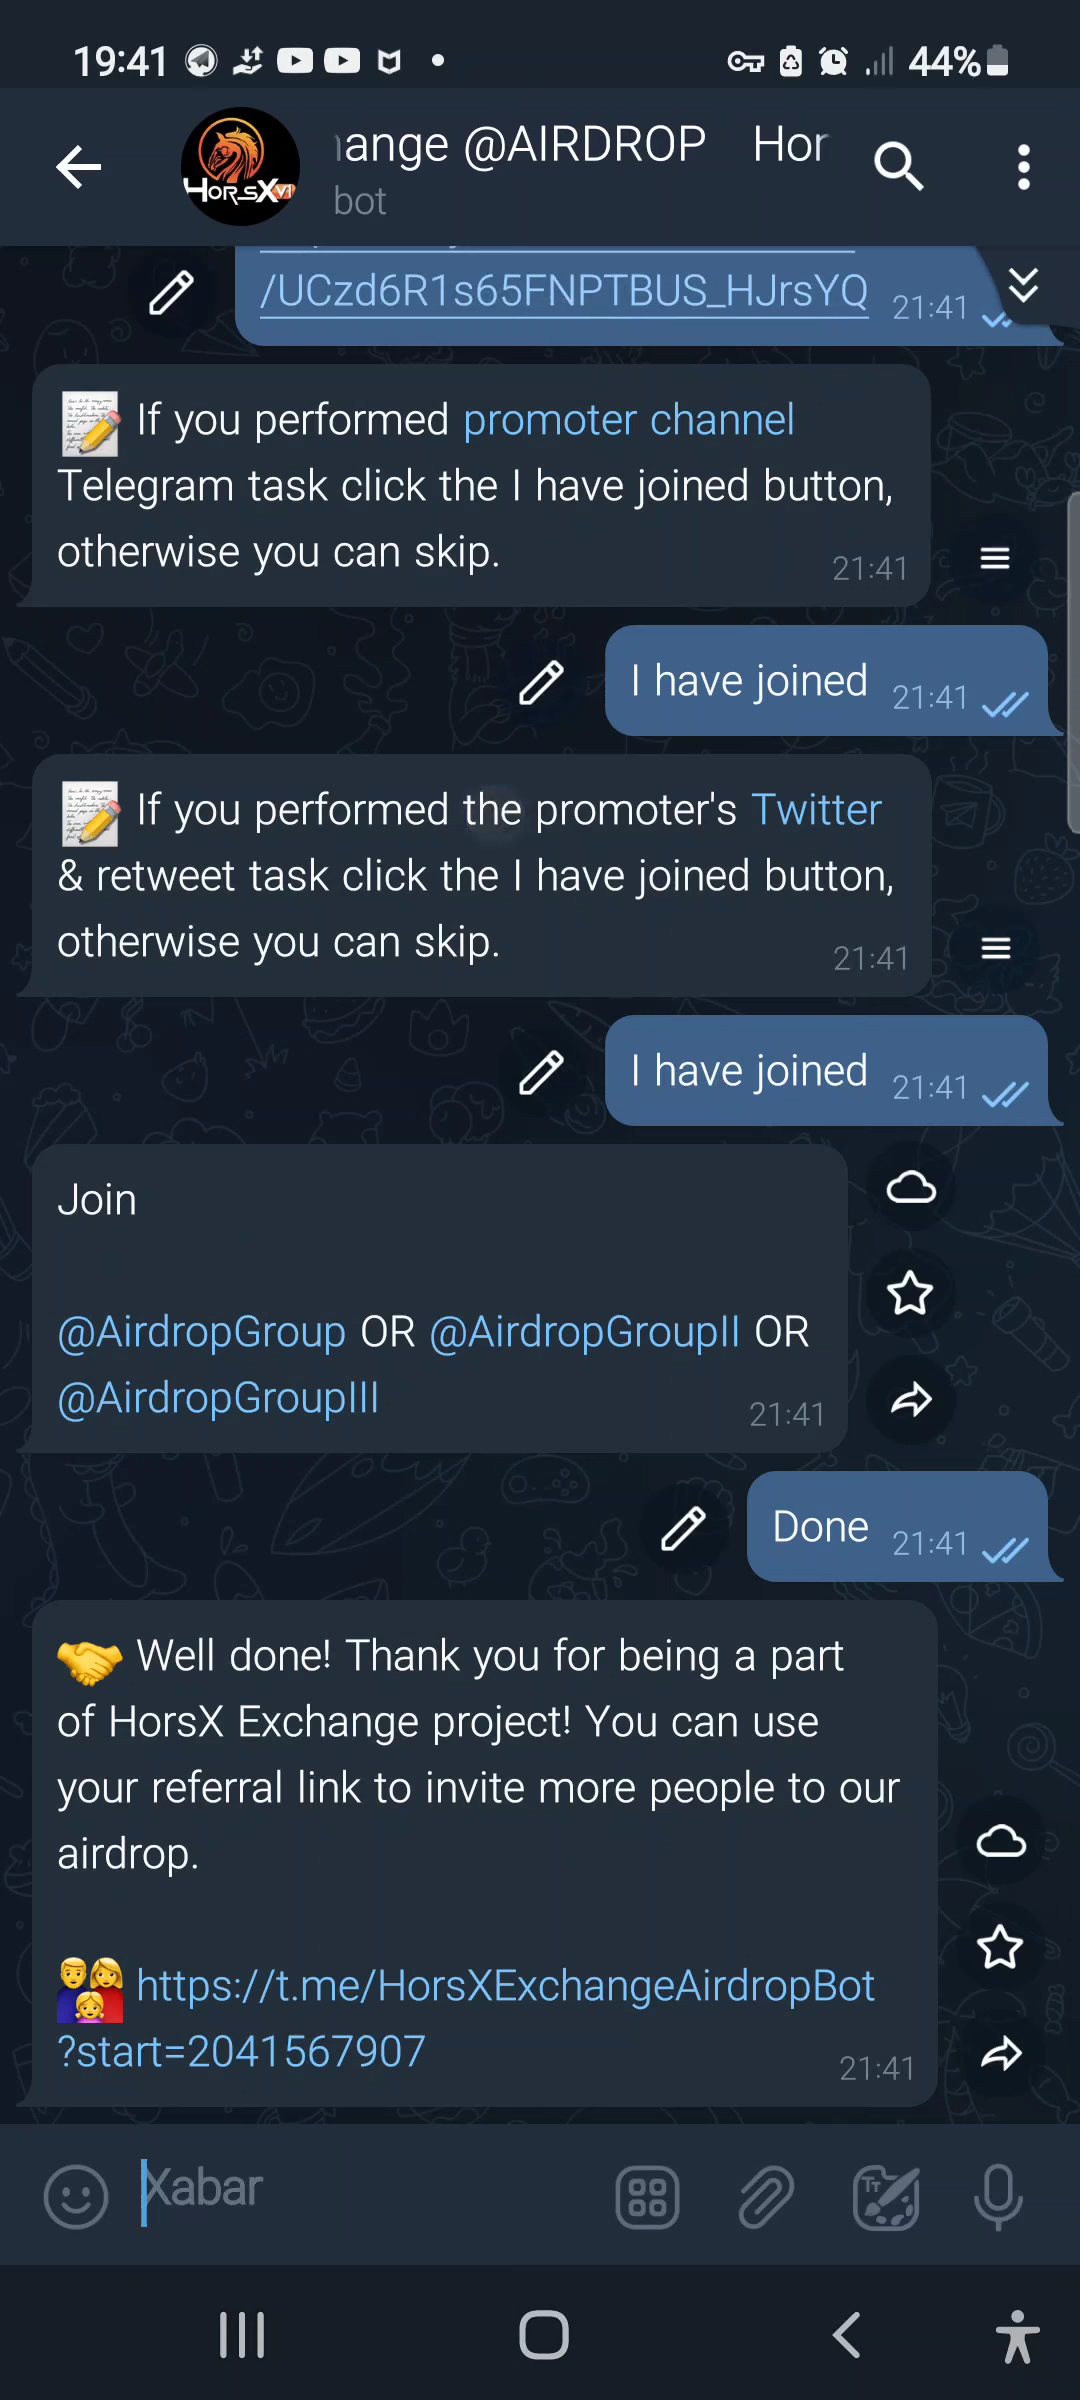 19:41
44%
HORSX V1
ange @AIRDROP Hor
bot
/UCzd6R1s65FNPTBUS_HJrsYQ 21:41
If you performed promoter channel
Telegram task click the I have joined button,
otherwise you can skip. 21:41
I have joined 21:41
If you performed the promoter's Twitter
& retweet task click the I have joined button,
otherwise you can skip. 21:41
I have joined 21:41
Join
@AirdropGroup OR @AirdropGroupII OR
@AirdropGroupIII 21:41
Done 21:41
Well done! Thank you for being a part
of HorsX Exchange project! You can use
your referral link to invite more people to our
airdrop.
https://t.me/HorsXExchangeAirdropBot
?start=2041567907 21:41
Xabar